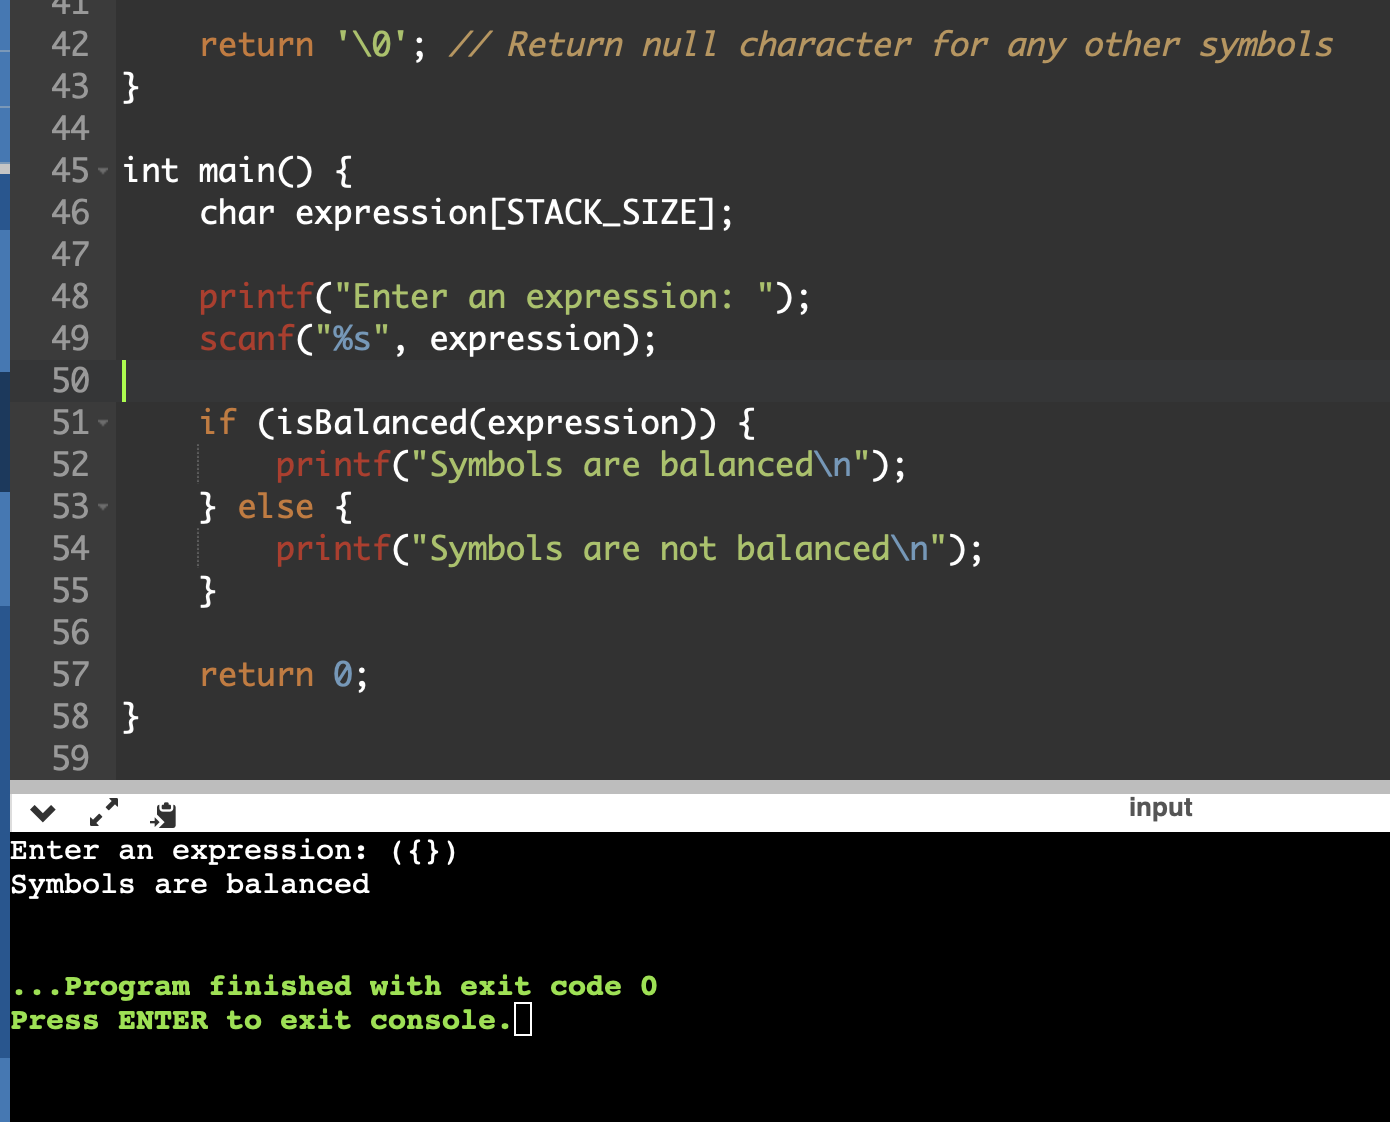 41
42 return '\0'; // Return null character for any other symbols
43 }
44
45 int main() {
46 char expression[STACK_SIZE];
47
48 printf("Enter an expression: ");
49 scanf("%s", expression);
50
51 if (isBalanced(expression)) {
52 printf("Symbols are balanced\n");
53 } else {
54 printf("Symbols are not balanced\n");
55 }
56
57 return 0;
58 }
59
input
Enter an expression: ({})
Symbols are balanced
...Program finished with exit code 0
Press ENTER to exit console.